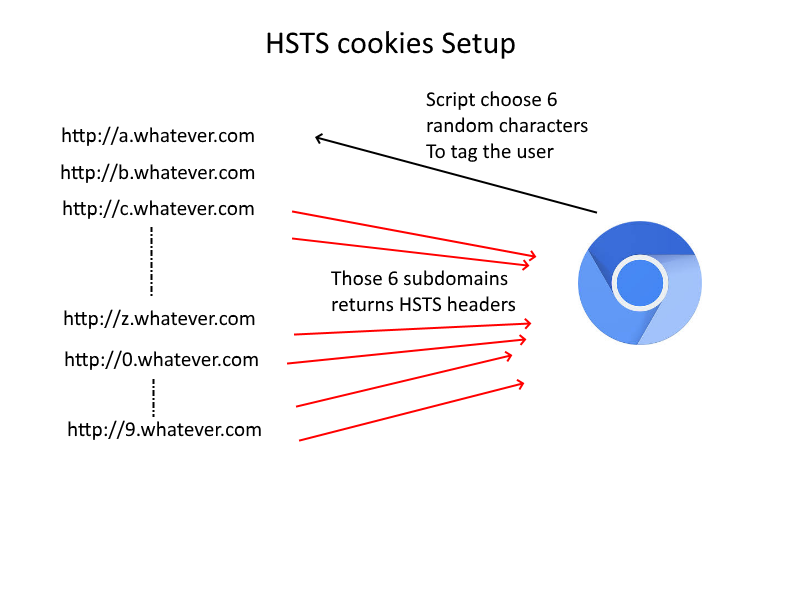 HSTS cookies Setup
Script choose 6
random characters
To tag the user
http://a.whatever.com
http://b.whatever.com
http://c.whatever.com
Those 6 subdomains
returns HSTS headers
http://z.whatever.com
http://0.whatever.com
http://9.whatever.com